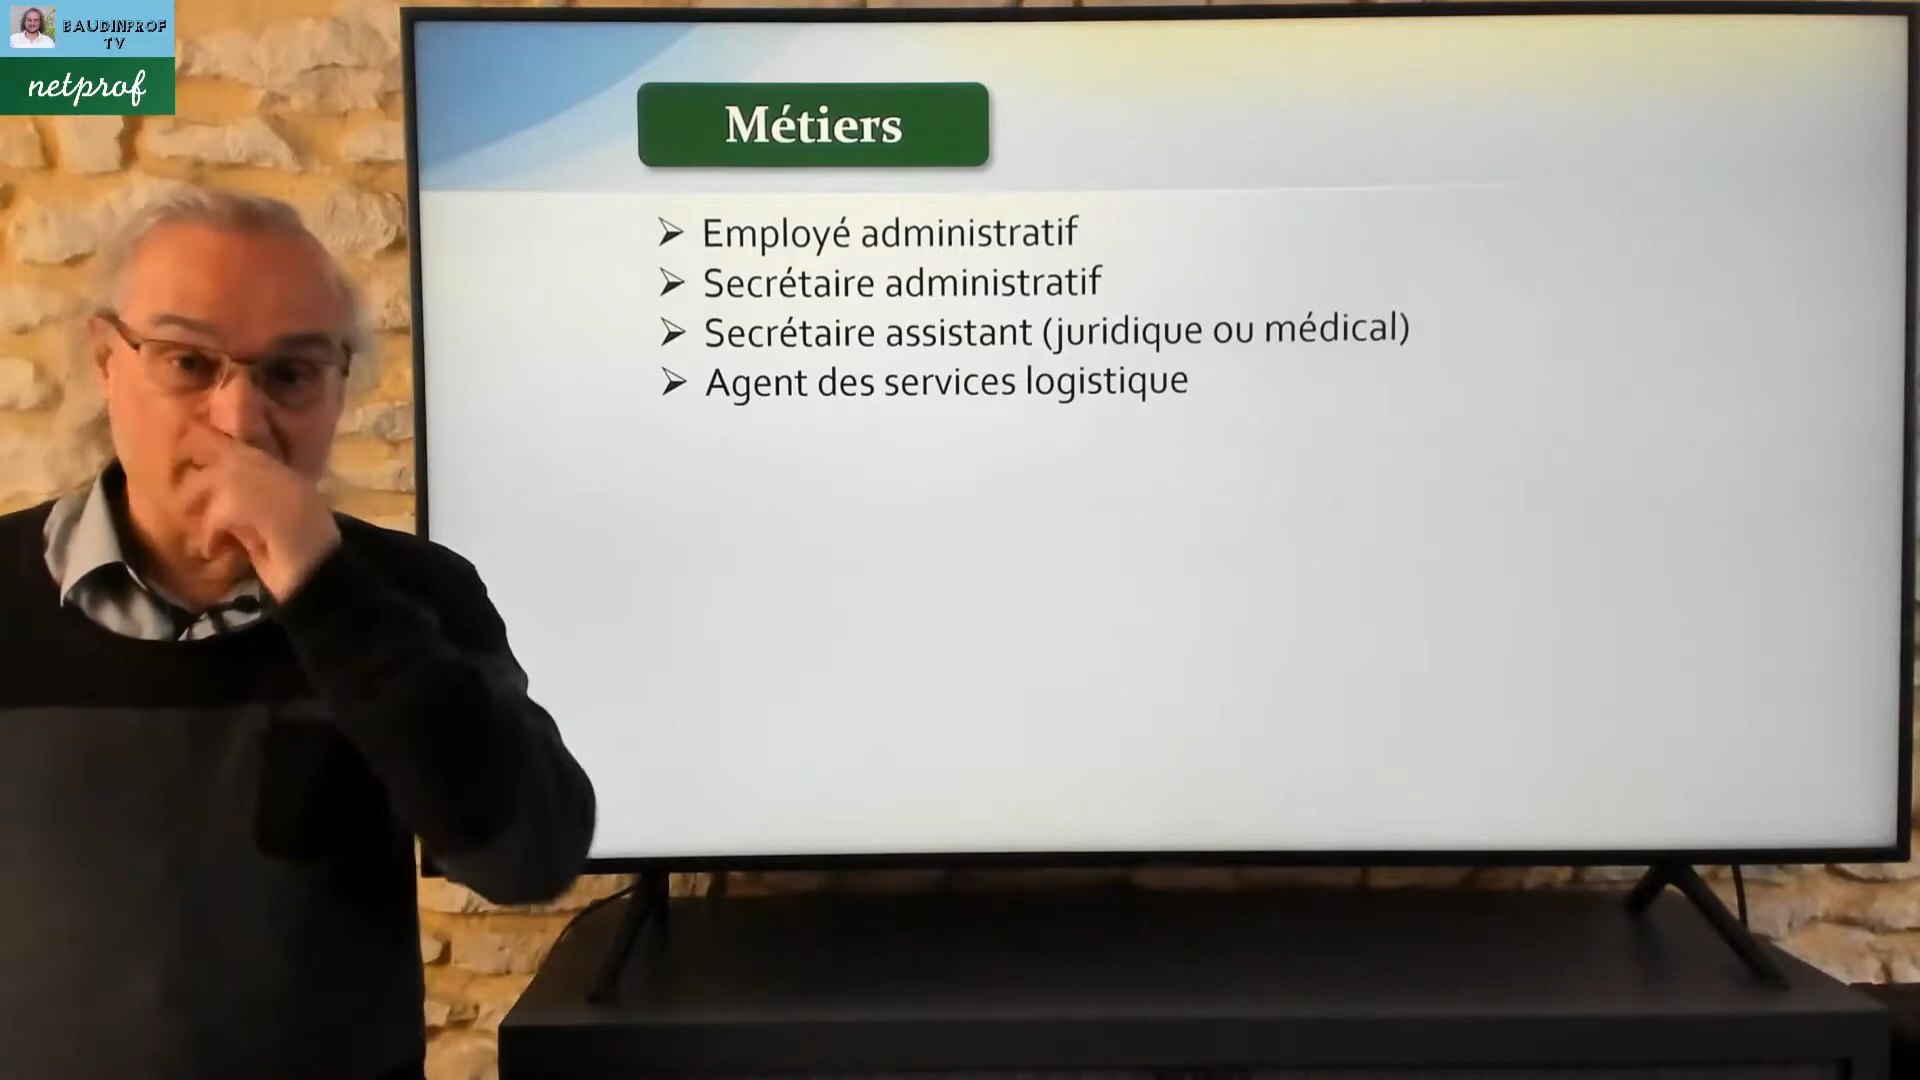 BAUDINPROF
TV
netprof
Métiers
Employé administratif
Secrétaire administratif
Secrétaire assistant (juridique ou médical)
Agent des services logistique